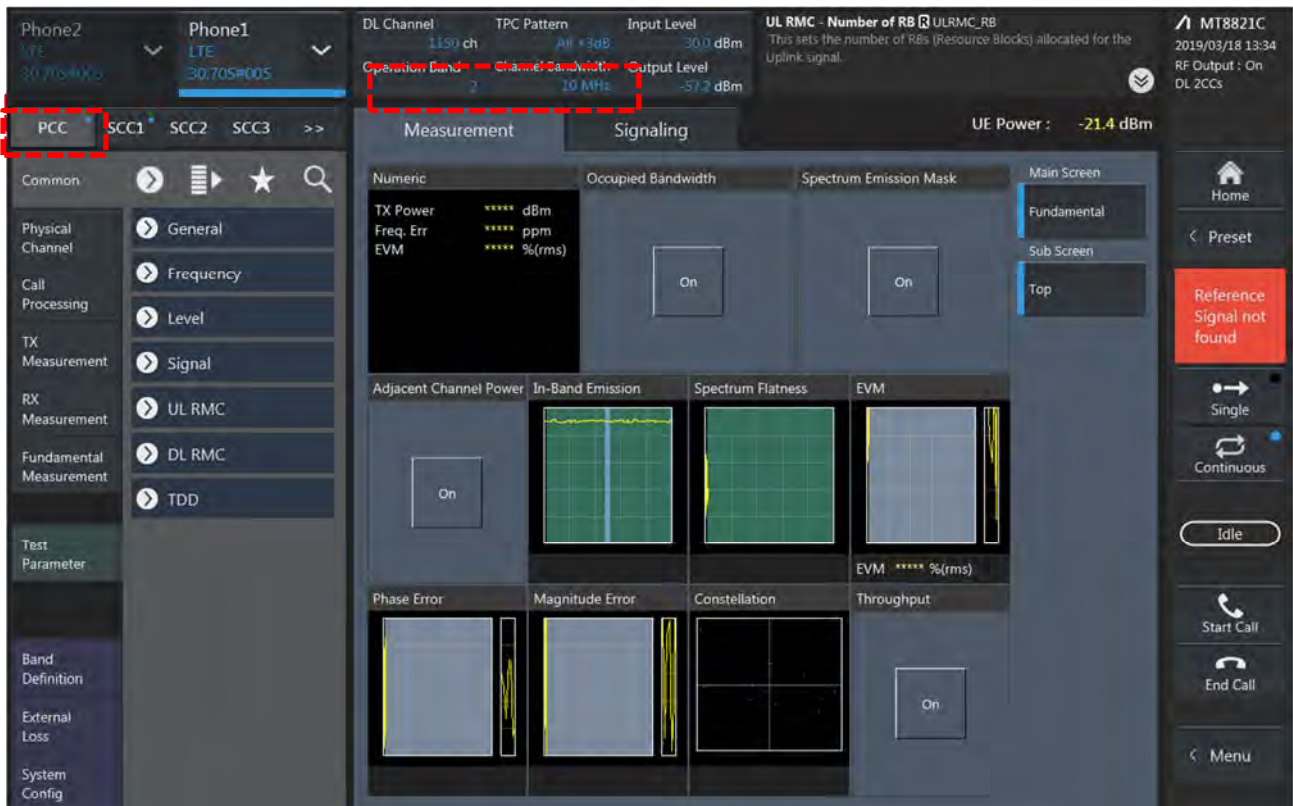 Phone2
LTE
30.70S#005
Phone1
LTE
30.70S#005
DL Channel
1150 ch
TPC Pattern
All +3dB
Input Level
30.0 dBm
Operation Band
2
Channel Bandwidth
10 MHz
Output Level
-57.2 dBm
UL RMC - Number of RB R ULRMC_RB
This sets the number of RBs (Resource Blocks) allocated for the
Uplink signal.
MT8821C
2019/03/18 13:34
RF Output : On
DL 2CCs
PCC
SCC1
SCC2
SCC3
>>
Measurement
Signaling
UE Power : -21.4 dBm
Common
Physical
Channel
Call
Processing
TX
Measurement
RX
Measurement
Fundamental
Measurement
Test
Parameter
Band
Definition
External
Loss
System
Config
General
Frequency
Level
Signal
UL RMC
DL RMC
TDD
Numeric
TX Power ***** dBm
Freq. Err ***** ppm
EVM ***** %(rms)
Occupied Bandwidth
On
Spectrum Emission Mask
On
Main Screen
Fundamental
Sub Screen
Top
Adjacent Channel Power
On
In-Band Emission
Spectrum Flatness
EVM
EVM ***** %(rms)
Phase Error
Magnitude Error
Constellation
Throughput
On
Home
< Preset
Reference
Signal not
found
Single
Continuous
Idle
Start Call
End Call
< Menu